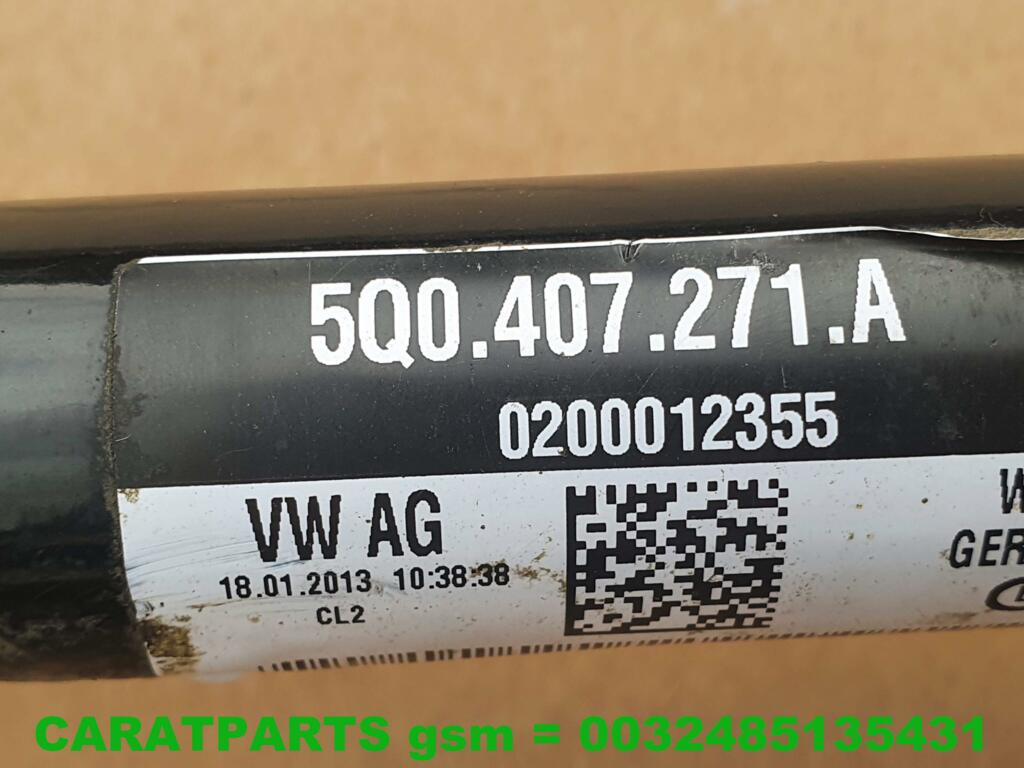 5Q0.407.271.A
0200012355
VW AG
18.01.2013 10:38:38
CL2
CARATPARTS gsm = 0032485135431